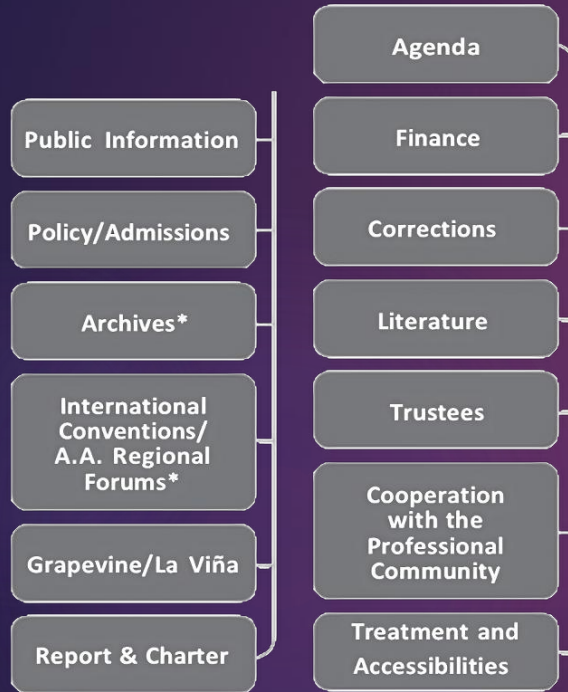 Public Information
Policy/Admissions
Archives*
International
Conventions/
A.A. Regional
Forums*
Grapevine/La Viña
Report & Charter
Agenda
Finance
Corrections
Literature
Trustees
Cooperation
with the
Professional
Community
Treatment and
Accessibilities